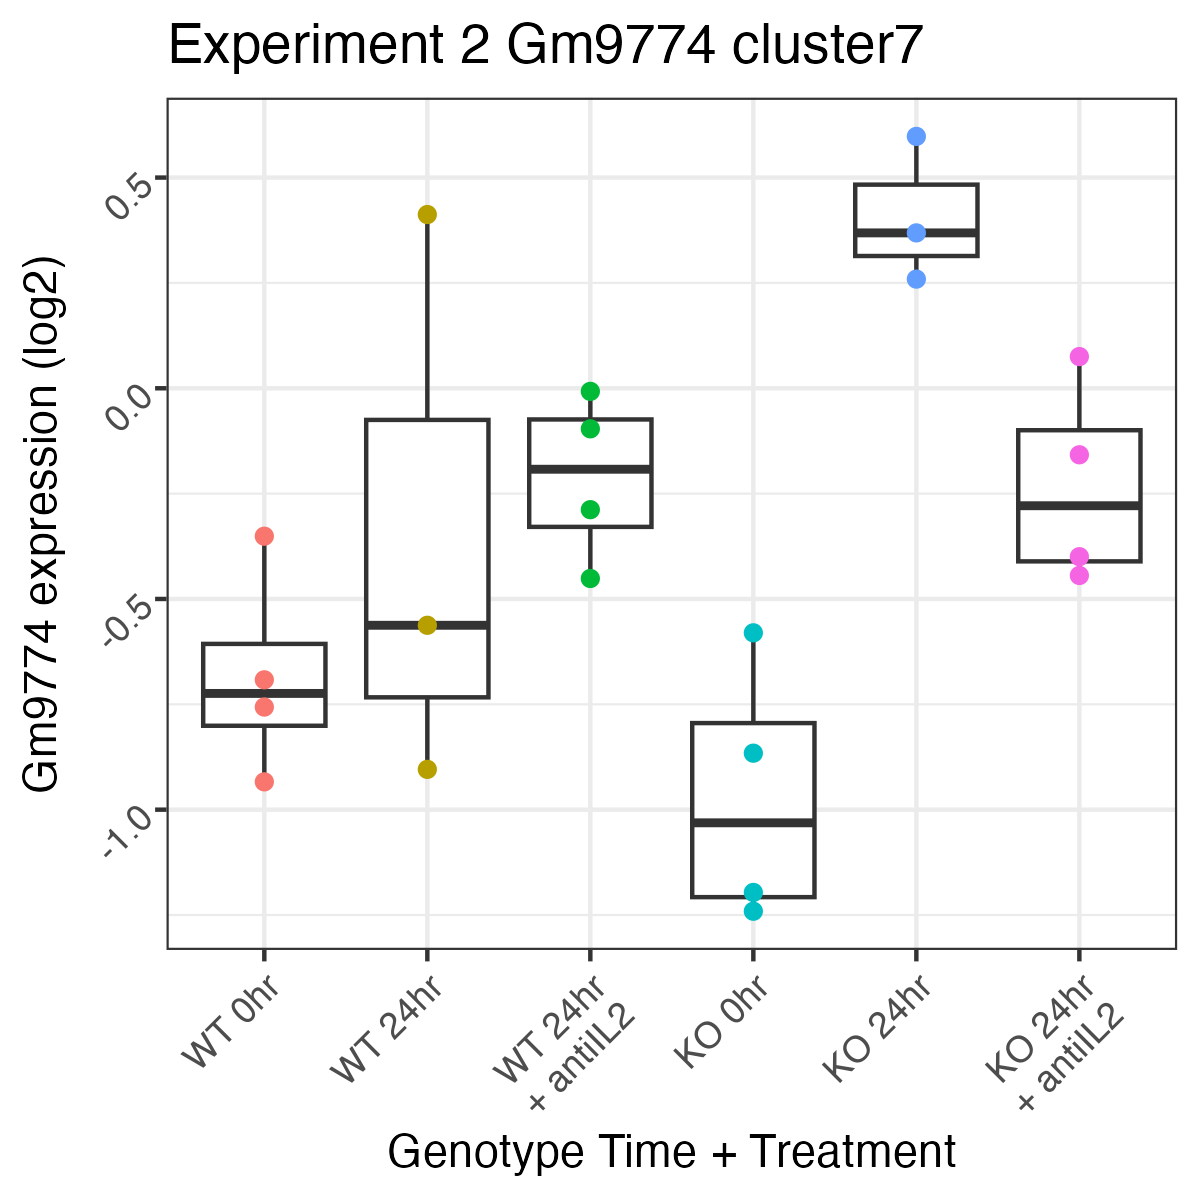 Experiment 2 Gm9774 cluster7
Gm9774 expression (log2)
0.5
0.0
-0.5
-1.0
WT 0hr
WT 24hr
WT 24hr
+ antiIL2
KO 0hr
KO 24hr
KO 24hr
+ antiIL2
Genotype Time + Treatment